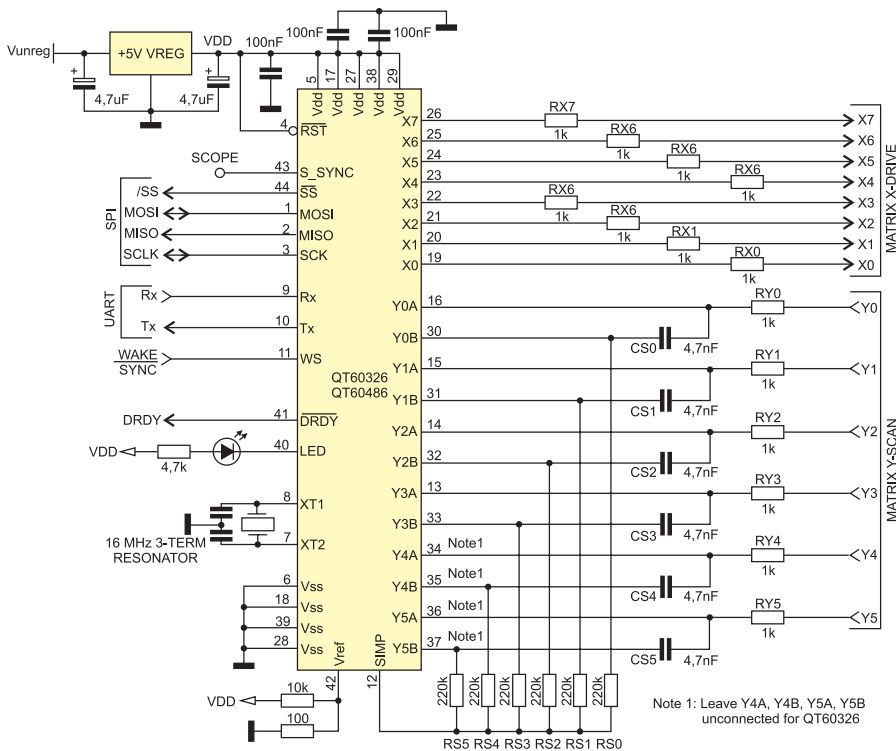 100nF 100nF
Vunreg +5V VREG VDD 100nF
+ 4,7uF + 4,7uF
5 17 27 38 29
Vdd Vdd Vdd Vdd Vdd
4 RST
SCOPE 43 S_SYNC
SPI
/SS 44 SS
MOSI 1 MOSI
MISO 2 MISO
SCLK 3 SCK
UART
Rx 9 Rx
Tx 10 Tx
WAKE
SYNC 11 WS
QT60326
QT60486
DRDY 41 DRDY
VDD 4,7k 40 LED
8 XT1
7 XT2
16 MHz 3-TERM
RESONATOR
6 Vss
18 Vss
39 Vss
28 Vss
Vref SIMP
42 12
VDD 10k
100
X7 26 RX7 1k X7
X6 25 RX6 1k X6
X5 24 RX6 1k X5
X4 23 RX6 1k X4
X3 22 RX6 1k X3
X2 21 RX6 1k X2
X1 20 RX1 1k X1
X0 19 RX0 1k X0
MATRIX X-DRIVE
Y0A 16 RY0 1k Y0
Y0B 30 CS0 4,7nF
Y1A 15 RY1 1k Y1
Y1B 31 CS1 4,7nF
Y2A 14 RY2 1k Y2
Y2B 32 CS2 4,7nF
Y3A 13 RY3 1k Y3
Y3B 33 CS3 4,7nF
Y4A 34 Note1 RY4 1k Y4
Y4B 35 Note1 CS4 4,7nF
Y5A 36 Note1 RY5 1k Y5
Y5B 37 Note1 CS5 4,7nF
MATRIX Y-SCAN
220k 220k 220k 220k 220k 220k
RS5 RS4 RS3 RS2 RS1 RS0
Note 1: Leave Y4A, Y4B, Y5A, Y5B
unconnected for QT60326